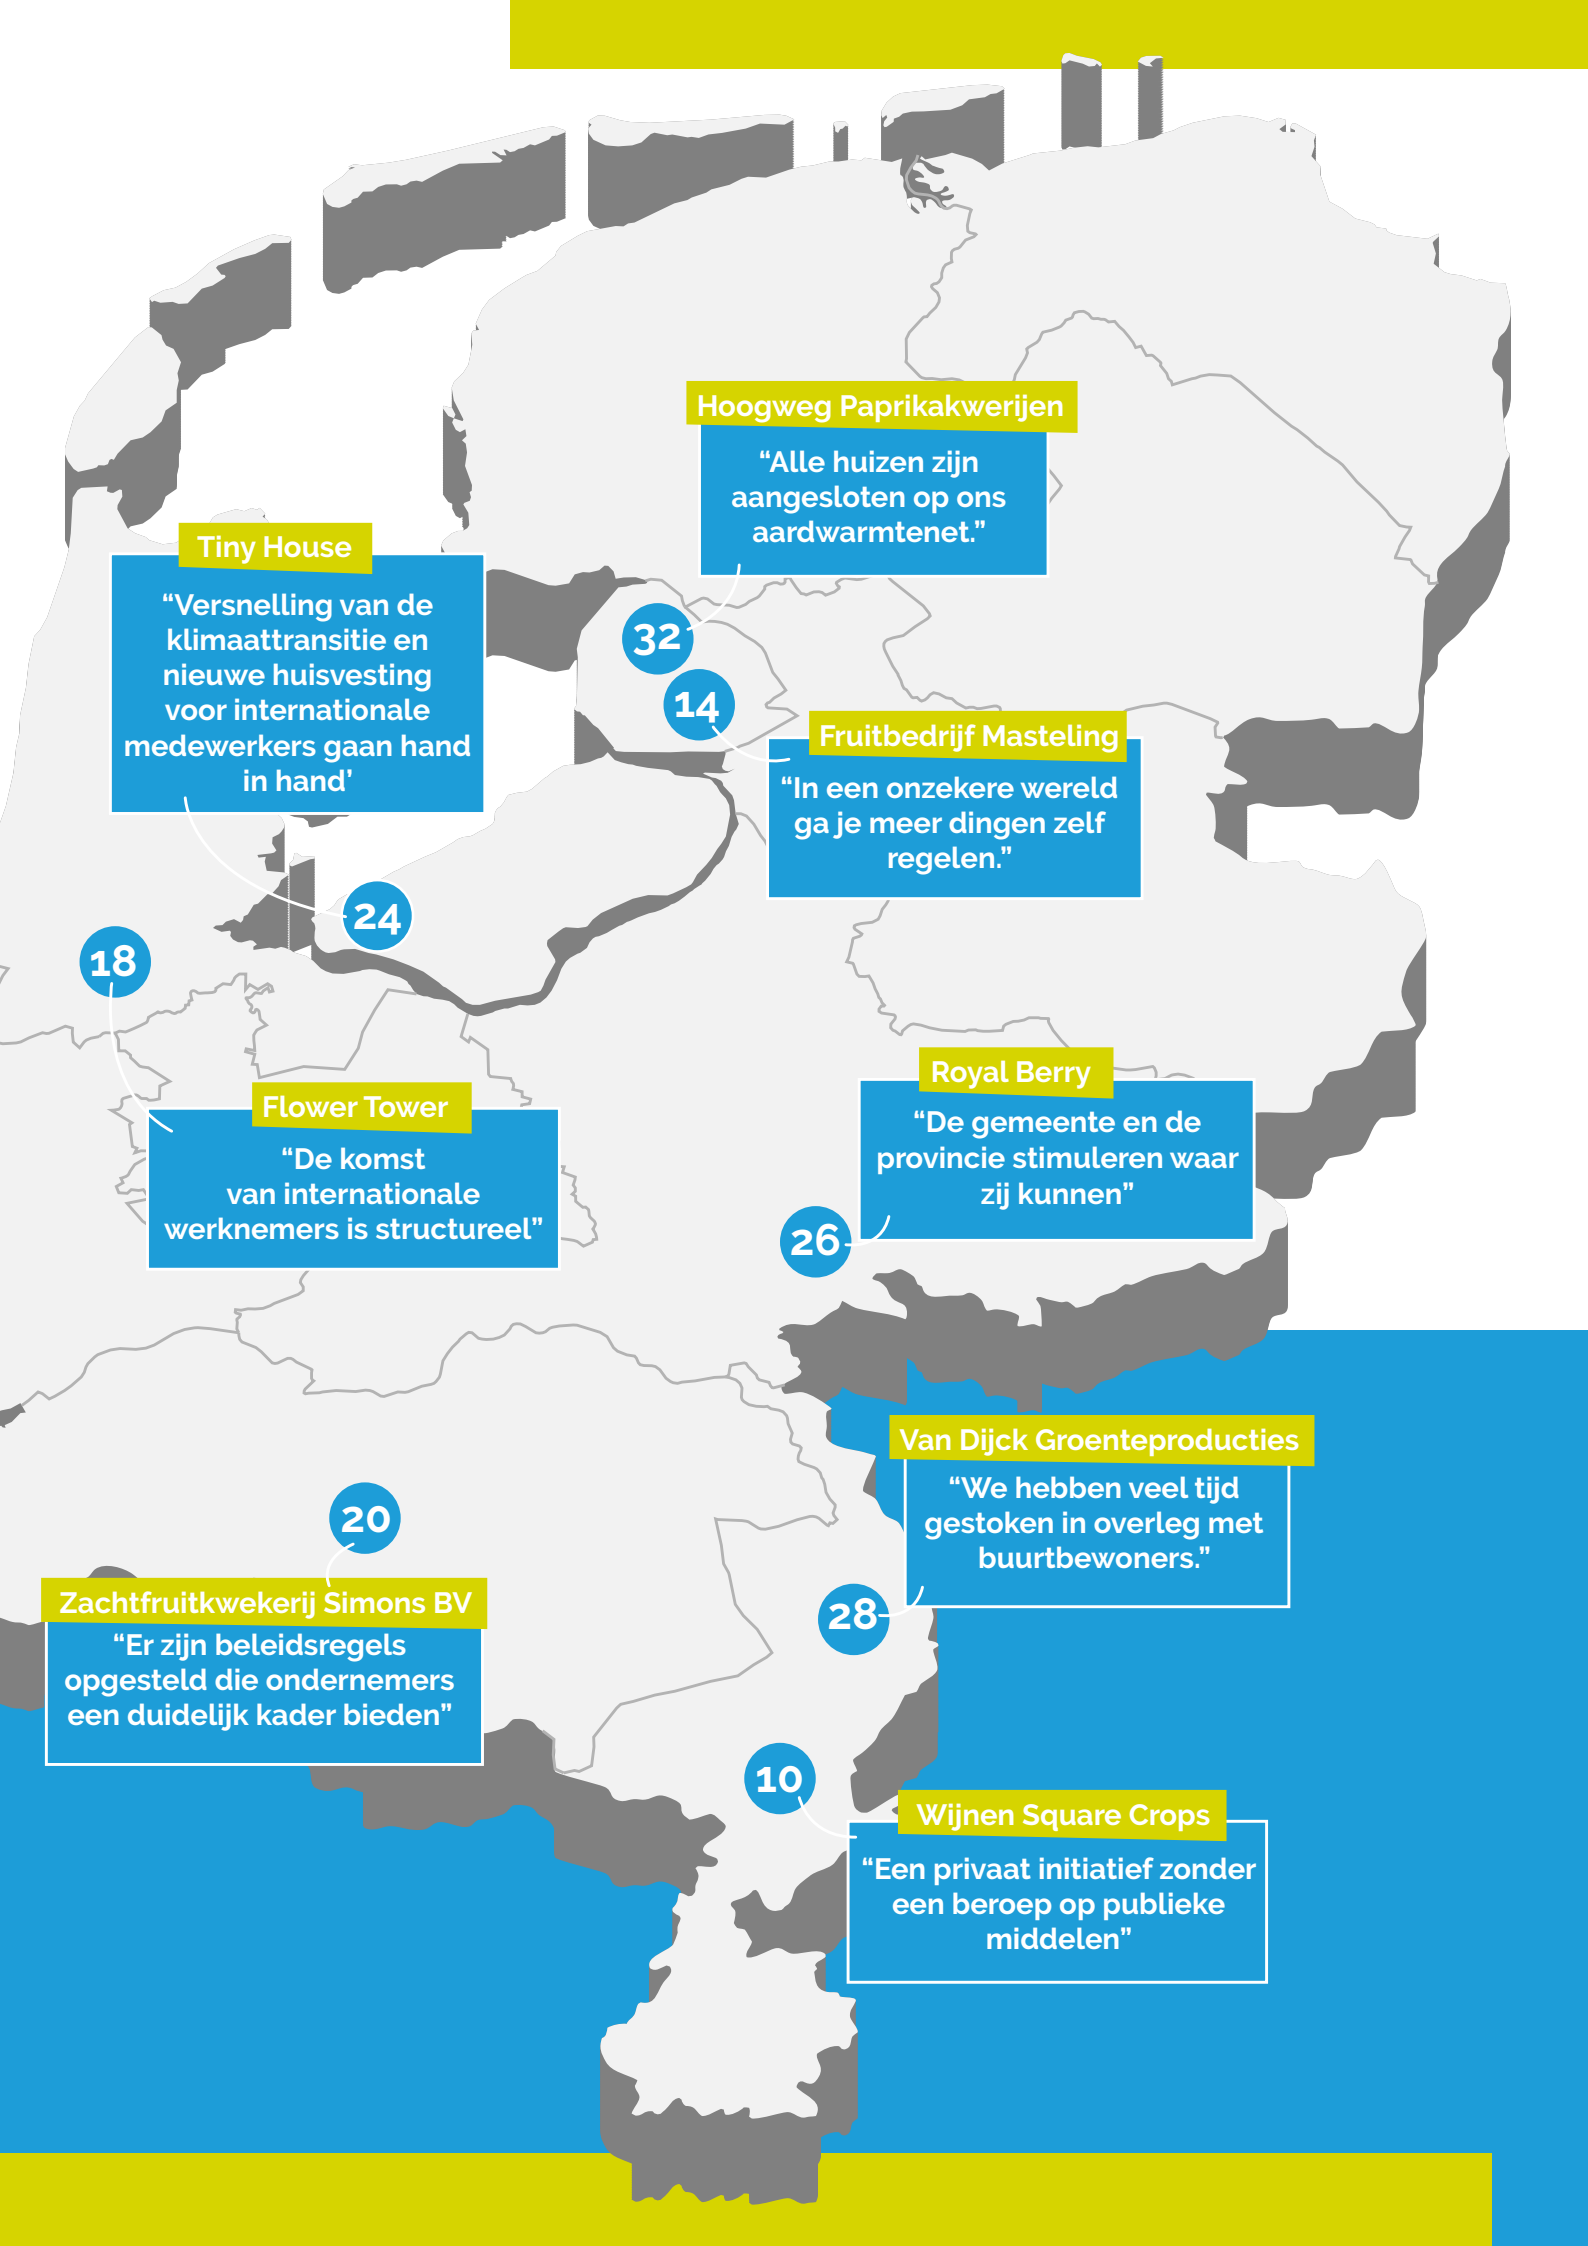 Hoogweg Paprikakwerijen
“Alle huizen zijn
aangesloten op ons
aardwarmtenet.”
Tiny House
“Versnelling van de
klimaattransitie en
nieuwe huisvesting
voor internationale
medewerkers gaan hand
in hand’
32
14
Fruitbedrijf Masteling
“In een onzekere wereld
ga je meer dingen zelf
regelen.”
24
18
Royal Berry
“De gemeente en de
provincie stimuleren waar
zij kunnen”
Flower Tower
“De komst
van internationale
werknemers is structureel”
26
Van Dijck Groenteproducties
“We hebben veel tijd
gestoken in overleg met
buurtbewoners.”
20
Zachtfruitkwekerij Simons BV
“Er zijn beleidsregels
opgesteld die ondernemers
een duidelijk kader bieden”
28
10
Wijnen Square Crops
“Een privaat initiatief zonder
een beroep op publieke
middelen”